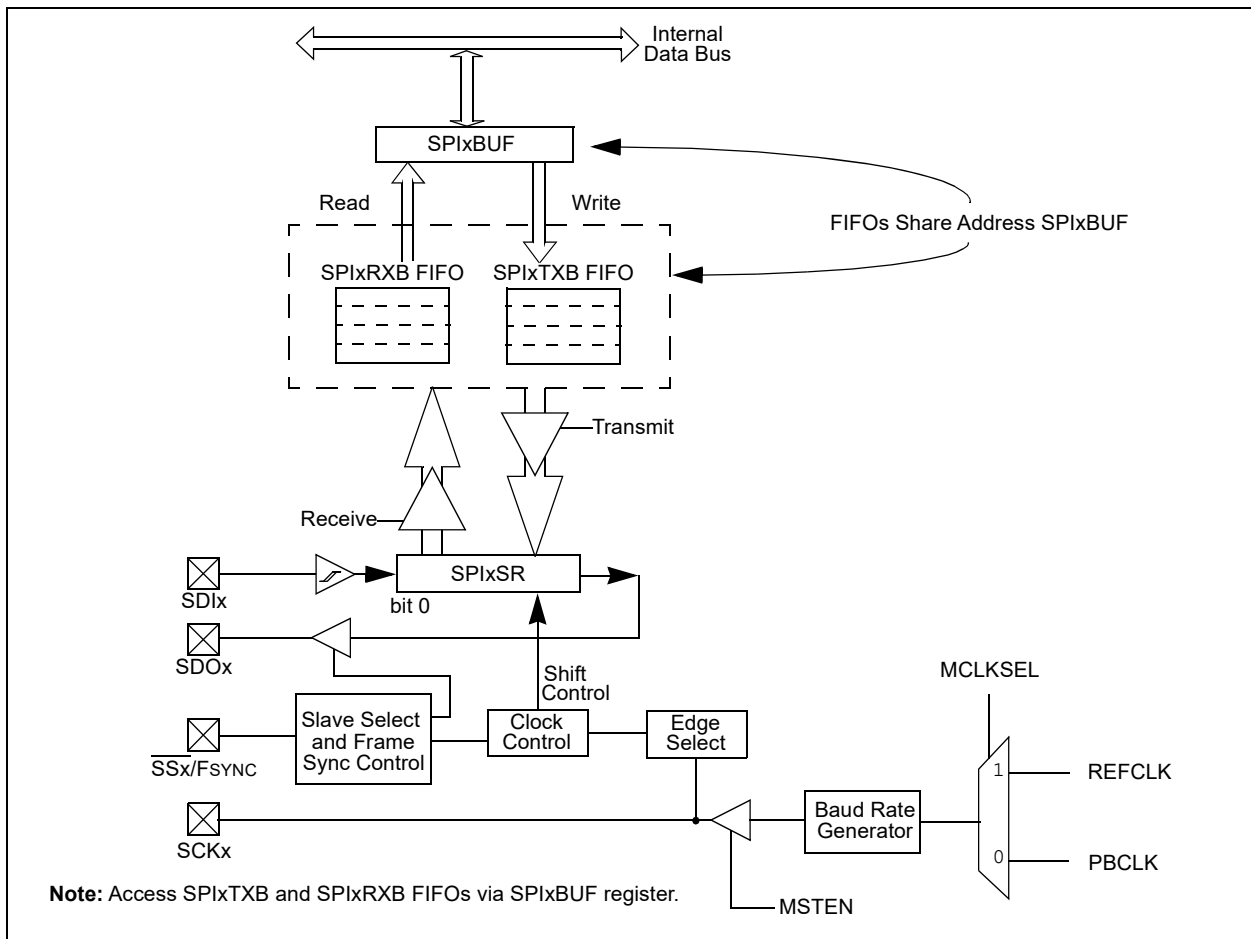 Internal
Data Bus
SPIxBUF
Read
Write
FIFOs Share Address SPIxBUF
SPIxRXB FIFO
SPIxTXB FIFO
Transmit
Receive
SPIxSR
SDIx
bit 0
SDOx
Shift
Control
MCLKSEL
Slave Select
and Frame
Sync Control
Clock
Control
Edge
Select
SSx/FSYNC
1
REFCLK
Baud Rate
Generator
SCKx
0
PBCLK
Note: Access SPIxTXB and SPIxRXB FIFOs via SPIxBUF register.
MSTEN